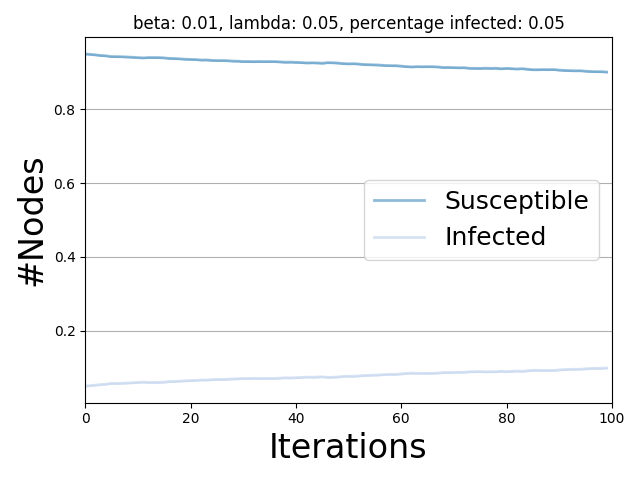 beta: 0.01, lambda: 0.05, percentage infected: 0.05
#Nodes
0.8
0.6
0.4
0.2
Susceptible
Infected
0 20 40 60 80 100
Iterations